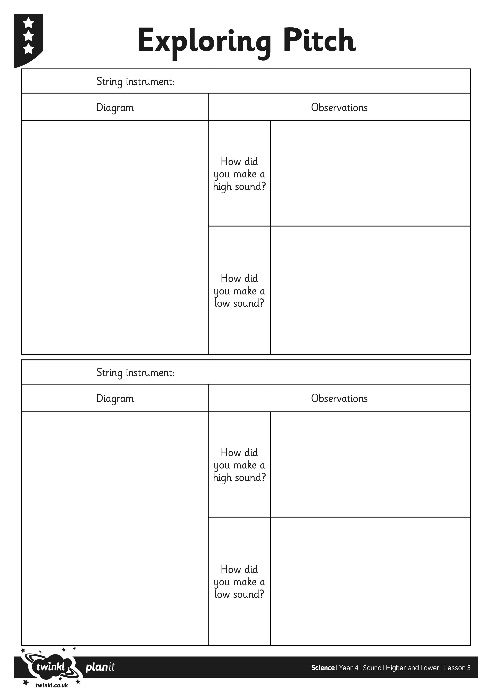 Exploring Pitch
String Instrument:
Diagram
Observations
How did
you make a
high sound?
How did
you make a
low sound?
String Instrument:
Diagram
Observations
How did
you make a
high sound?
How did
you make a
low sound?
twinkl planit
twinkl.co.uk
Science | Year 4 | Sound | Higher and Lower | Lesson 3